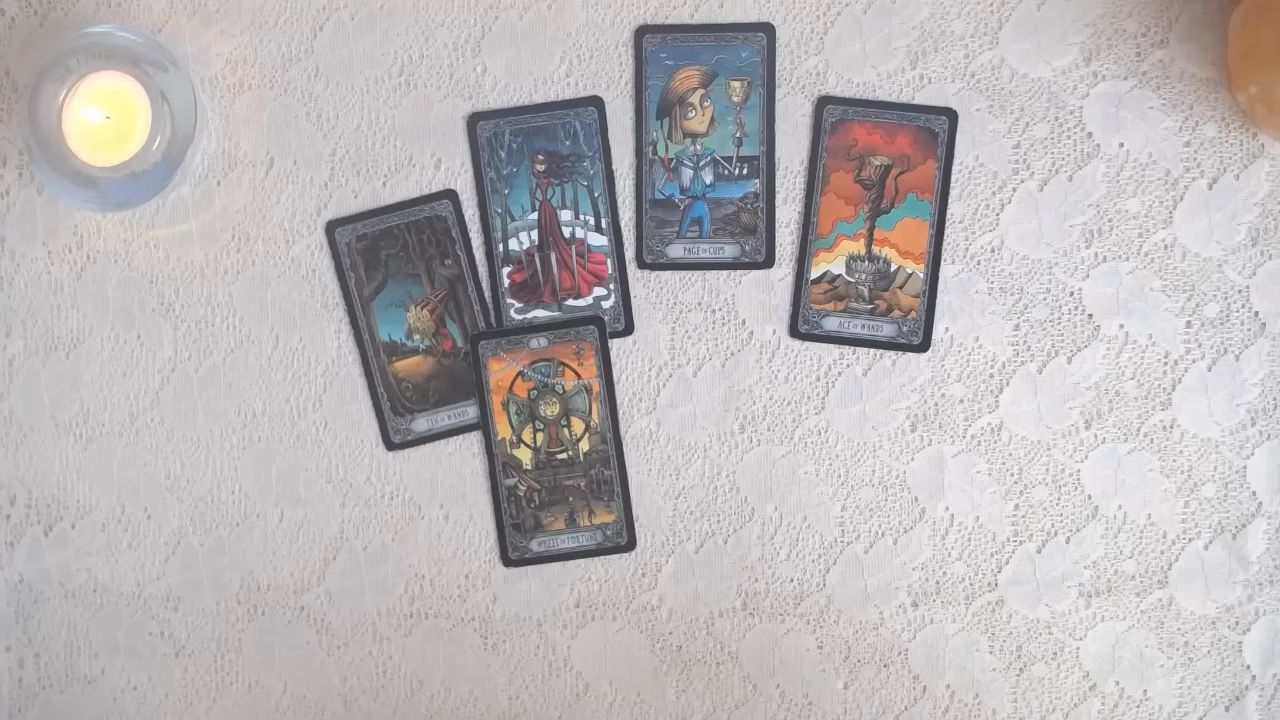 PAGE OF CUPS
ACE OF WANDS
TEN OF WANDS
X
WHEEL OF FORTUNE